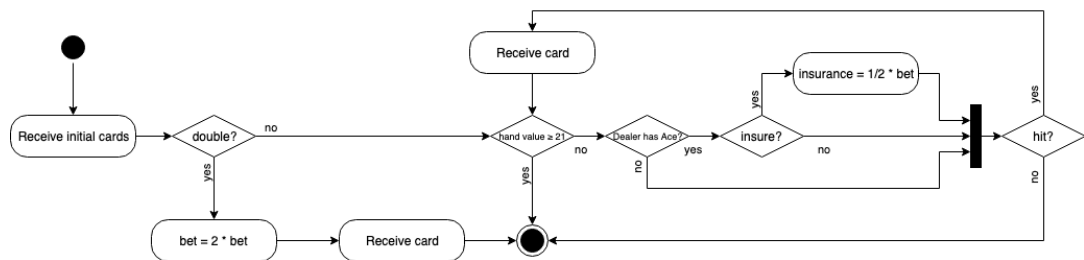 Receive card
insurance = 1/2 * bet
yes
yes
Receive initial cards
double?
no
hand value ≥ 21
no
Dealer has Ace?
yes
insure?
no
hit?
yes
yes
no
no
bet = 2 * bet
Receive card